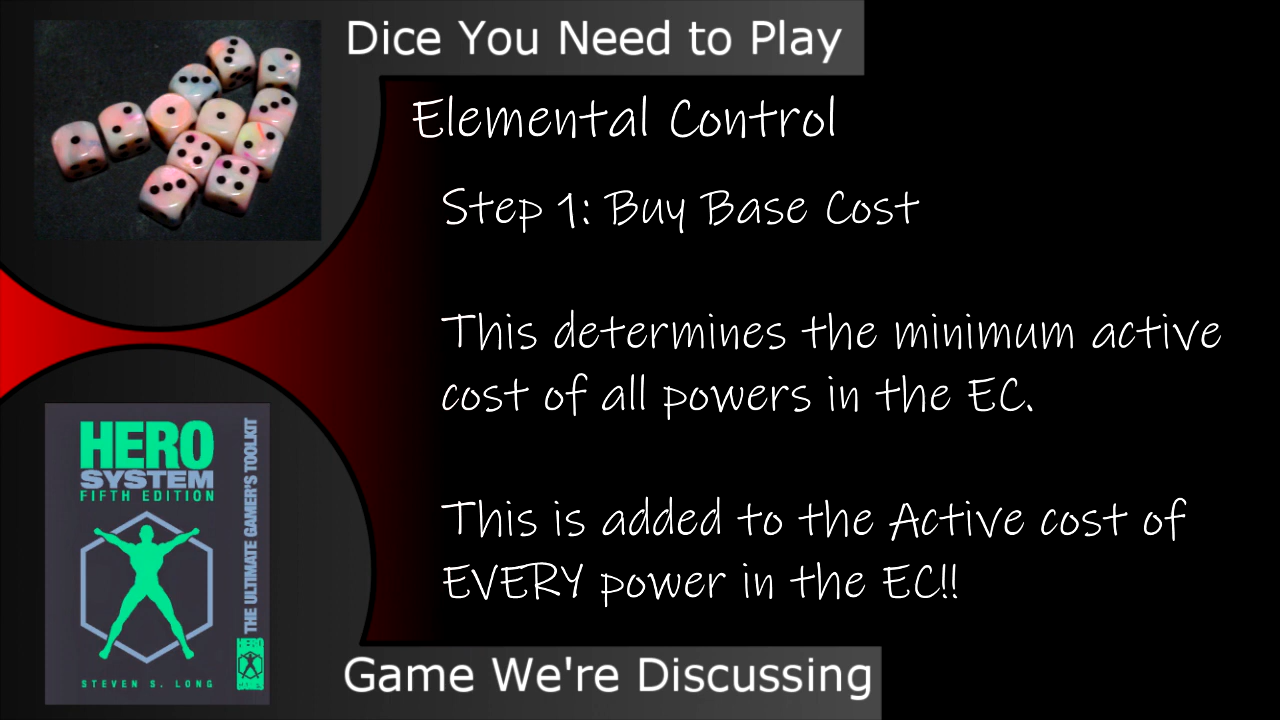 Dice You Need to Play
Elemental Control
Step 1: Buy Base Cost
This determines the minimum active
cost of all powers in the EC.
This is added to the Active cost of
EVERY power in the EC!!
HERO
SYSTEM
FIFTH EDITION
THE ULTIMATE GAMER'S TOOLKIT
HERO
STEVEN S. LONG
Game We're Discussing